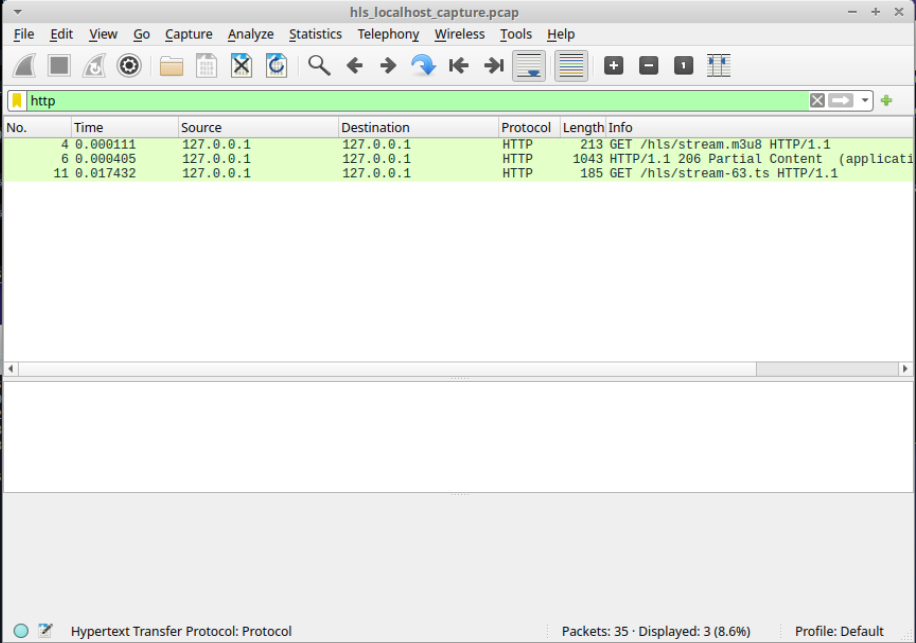 hls_localhost_capture.pcap
File Edit View Go Capture Analyze Statistics Telephony Wireless Tools Help
http
No. Time Source Destination Protocol Length Info
4 0.000111 127.0.0.1 127.0.0.1 HTTP 213 GET /hls/stream.m3u8 HTTP/1.1
6 0.000405 127.0.0.1 127.0.0.1 HTTP 1043 HTTP/1.1 206 Partial Content (applicati
11 0.017432 127.0.0.1 127.0.0.1 HTTP 185 GET /hls/stream-63.ts HTTP/1.1
Hypertext Transfer Protocol: Protocol Packets: 35 · Displayed: 3 (8.6%) Profile: Default